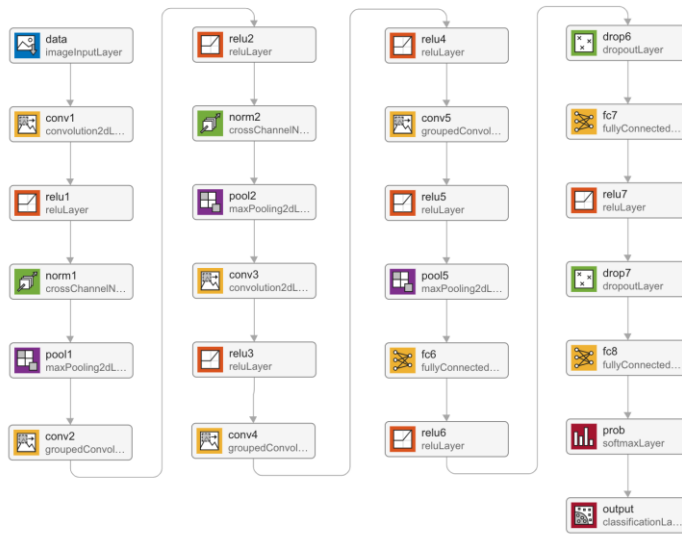 data
imageInputLayer
conv1
convolution2dL...
relu1
reluLayer
norm1
crossChannelN...
pool1
maxPooling2dL...
conv2
groupedConvol...
relu2
reluLayer
norm2
crossChannelN...
pool2
maxPooling2dL...
conv3
convolution2dL...
relu3
reluLayer
conv4
groupedConvol...
relu4
reluLayer
conv5
groupedConvol...
relu5
reluLayer
pool5
maxPooling2dL...
fc6
fullyConnected...
relu6
reluLayer
drop6
dropoutLayer
fc7
fullyConnected...
relu7
reluLayer
drop7
dropoutLayer
fc8
fullyConnected...
prob
softmaxLayer
output
classificationLa...